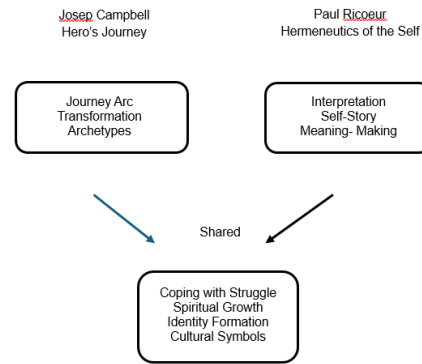 Josep Campbell
Hero's Journey
Paul Ricoeur
Hermeneutics of the Self
Journey Arc
Transformation
Archetypes
Interpretation
Self-Story
Meaning- Making
Shared
Coping with Struggle
Spiritual Growth
Identity Formation
Cultural Symbols